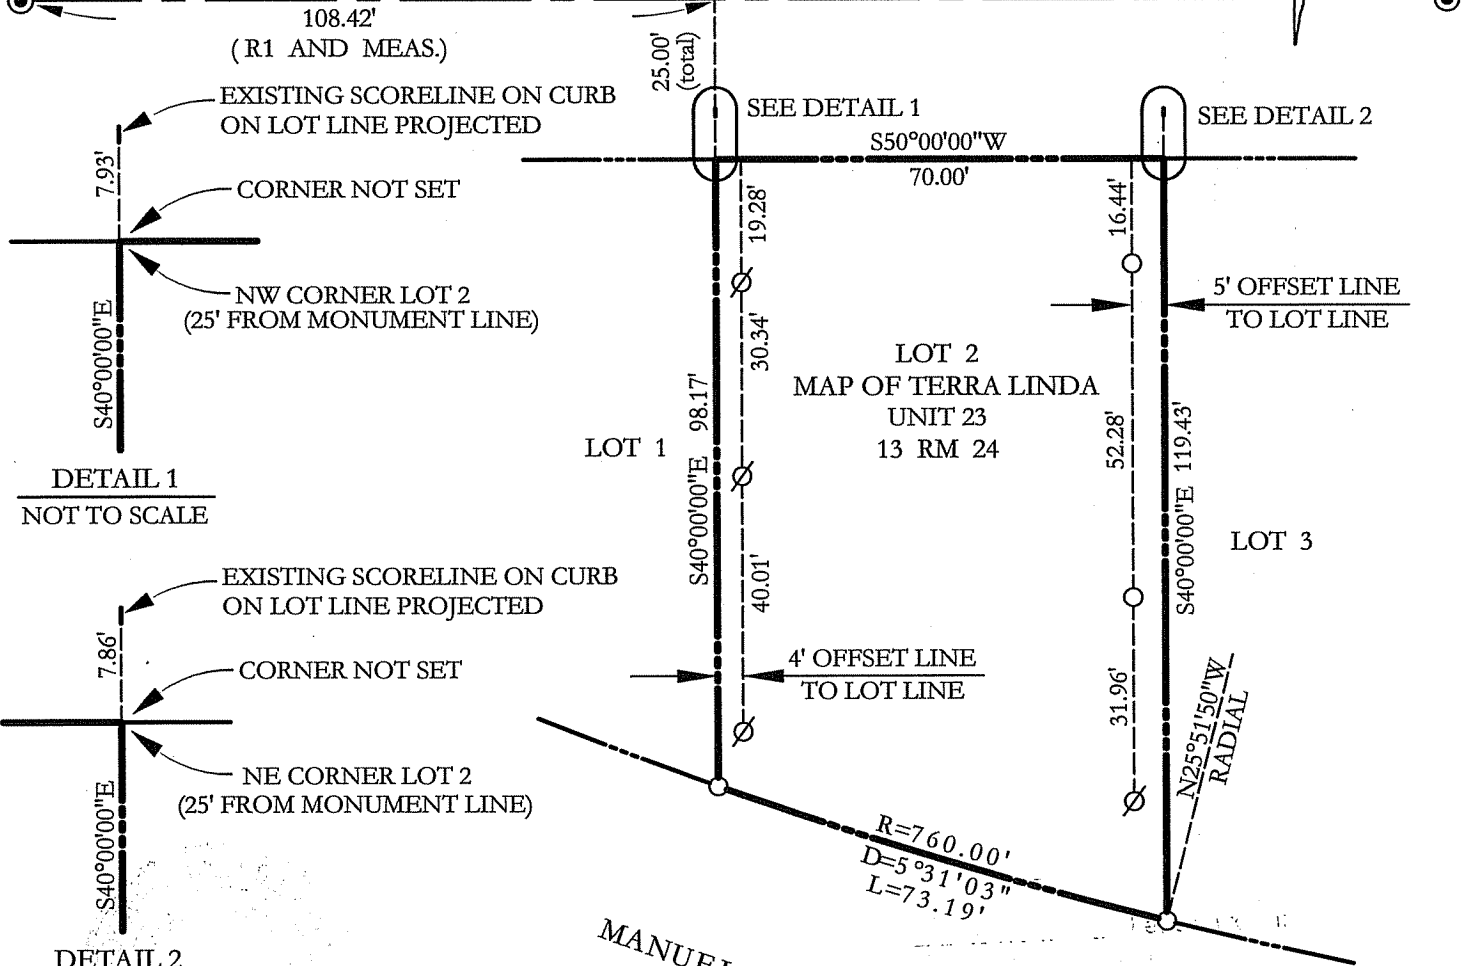 108.42'
(R1 AND MEAS.)
25.00'
(total)
EXISTING SCORELINE ON CURB
ON LOT LINE PROJECTED
7.93'
CORNER NOT SET
NW CORNER LOT 2
(25' FROM MONUMENT LINE)
S40°00'00"E
DETAIL 1
NOT TO SCALE
SEE DETAIL 1
SEE DETAIL 2
S50°00'00"W
70.00'
19.28'
16.44'
5' OFFSET LINE
TO LOT LINE
30.34'
LOT 2
MAP OF TERRA LINDA
UNIT 23
13 RM 24
LOT 1
S40°00'00"E 98.17'
52.28'
S40°00'00"E 119.43'
LOT 3
40.01'
4' OFFSET LINE
TO LOT LINE
31.96'
N25°51'50"W
RADIAL
R=760.00'
D=5°31'03"
L=73.19'
EXISTING SCORELINE ON CURB
ON LOT LINE PROJECTED
7.86'
CORNER NOT SET
NE CORNER LOT 2
(25' FROM MONUMENT LINE)
S40°00'00"E
DETAIL 2
MANUEL